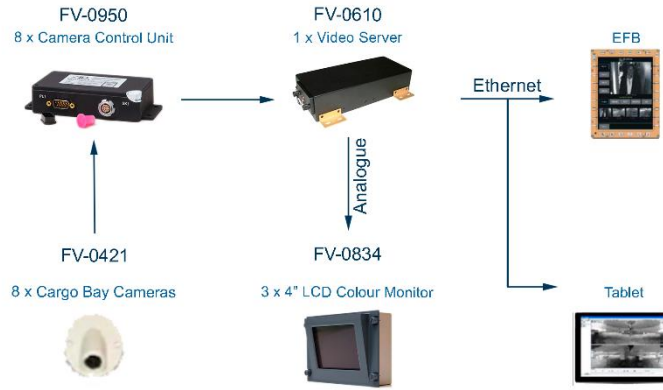 FV-0950
8 x Camera Control Unit
FV-0610
1 x Video Server
EFB
Ethernet
Analogue
FV-0421
8 x Cargo Bay Cameras
FV-0834
3 x 4" LCD Colour Monitor
Tablet